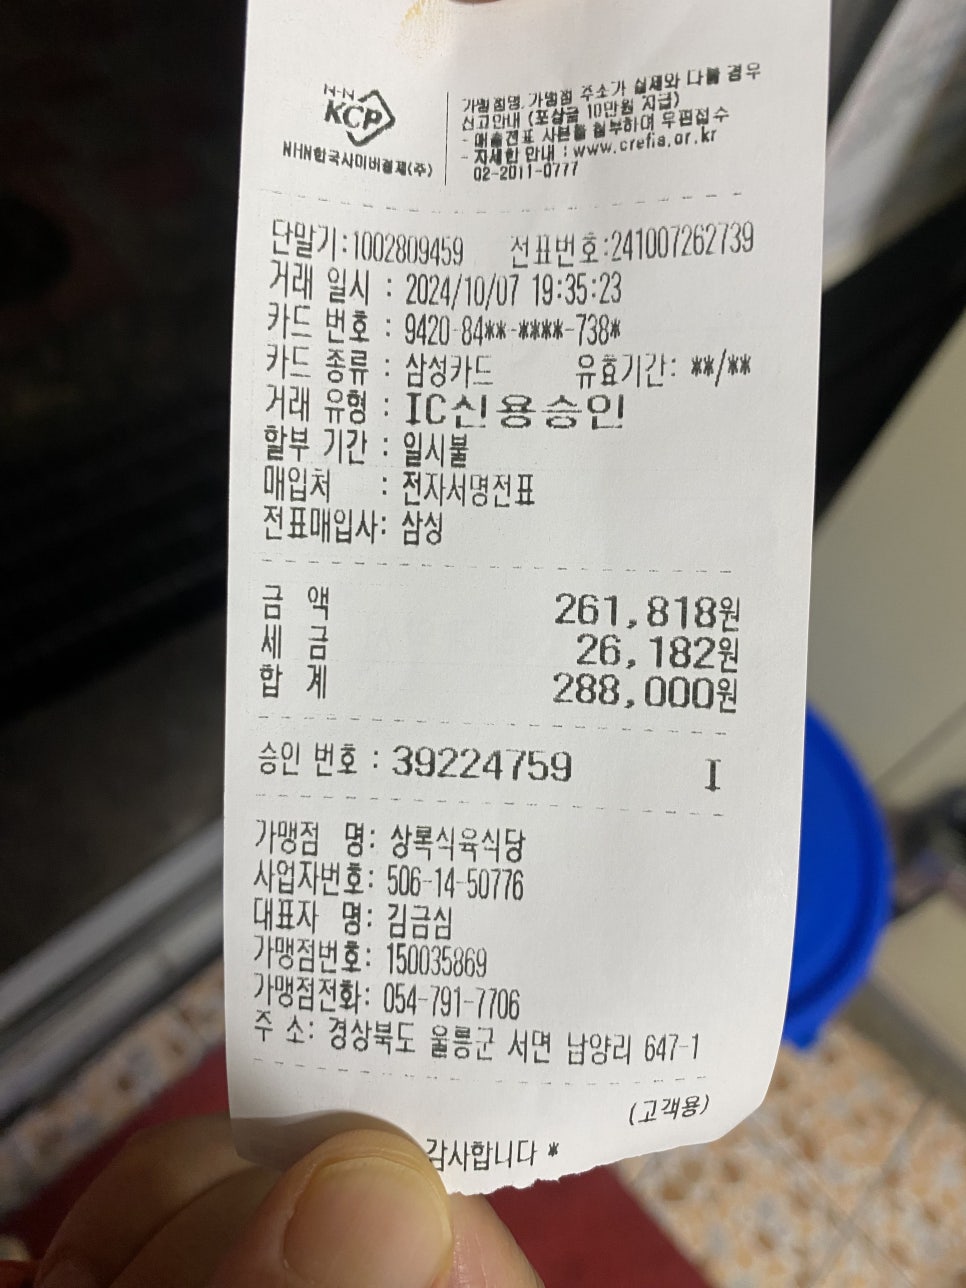 NHN
KCP
NHN한국사이버결제(주)
가맹점명, 가맹점 주소가 실제와 다를 경우
신고안내 (포상금 10만원 지급)
- 매출전표 사본을 첨부하여 우편접수
- 자세한 안내 : www.crefia.or.kr
02-2011-0777
단말기:1002809459 전표번호:241007262739
거래 일시 : 2024/10/07 19:35:23
카드 번호 : 9420-84**-****-738*
카드 종류 : 삼성카드 유효기간: **/**
거래 유형 : IC신용승인
할부 기간 : 일시불
매입처 : 전자서명전표
전표매입사: 삼성
금 액 261,818원
세 금 26,182원
합 계 288,000원
승인 번호 : 39224759 I
가맹점 명: 상록식육식당
사업자번호: 506-14-50776
대표자 명: 김금심
가맹점번호: 150035869
가맹점전화: 054-791-7706
주 소: 경상북도 울릉군 서면 남양리 647-1
(고객용)
감사합니다 *